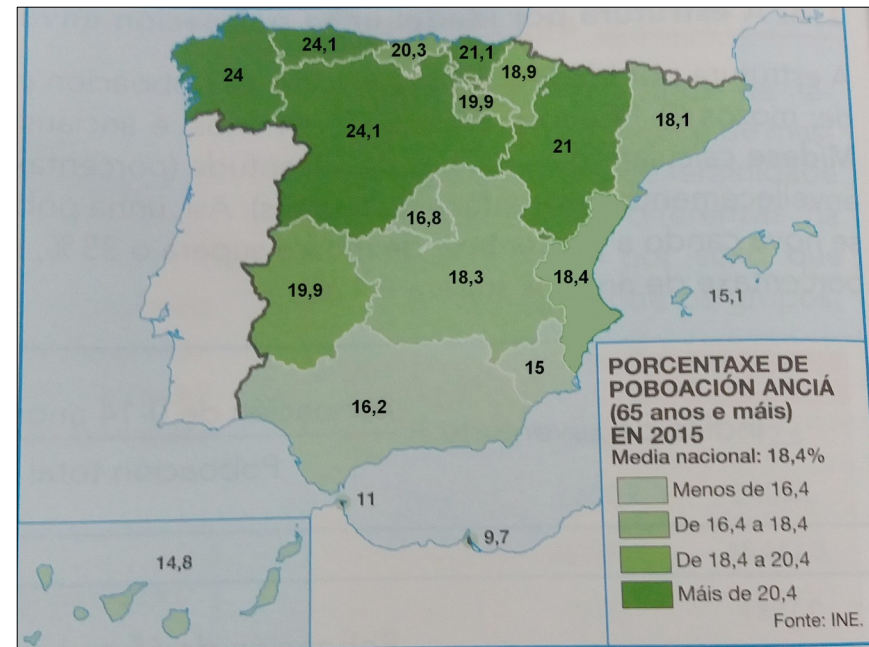 24,1
20,3
21,1
18,9
24
19,9
18,1
24,1
21
16,8
18,3
18,4
19,9
15,1
15
16,2
11
9,7
14,8
PORCENTAXE DE
POBOACIÓN ANCIÁ
(65 anos e máis)
EN 2015
Media nacional: 18,4%
Menos de 16,4
De 16,4 a 18,4
De 18,4 a 20,4
Máis de 20,4
Fonte: INE.